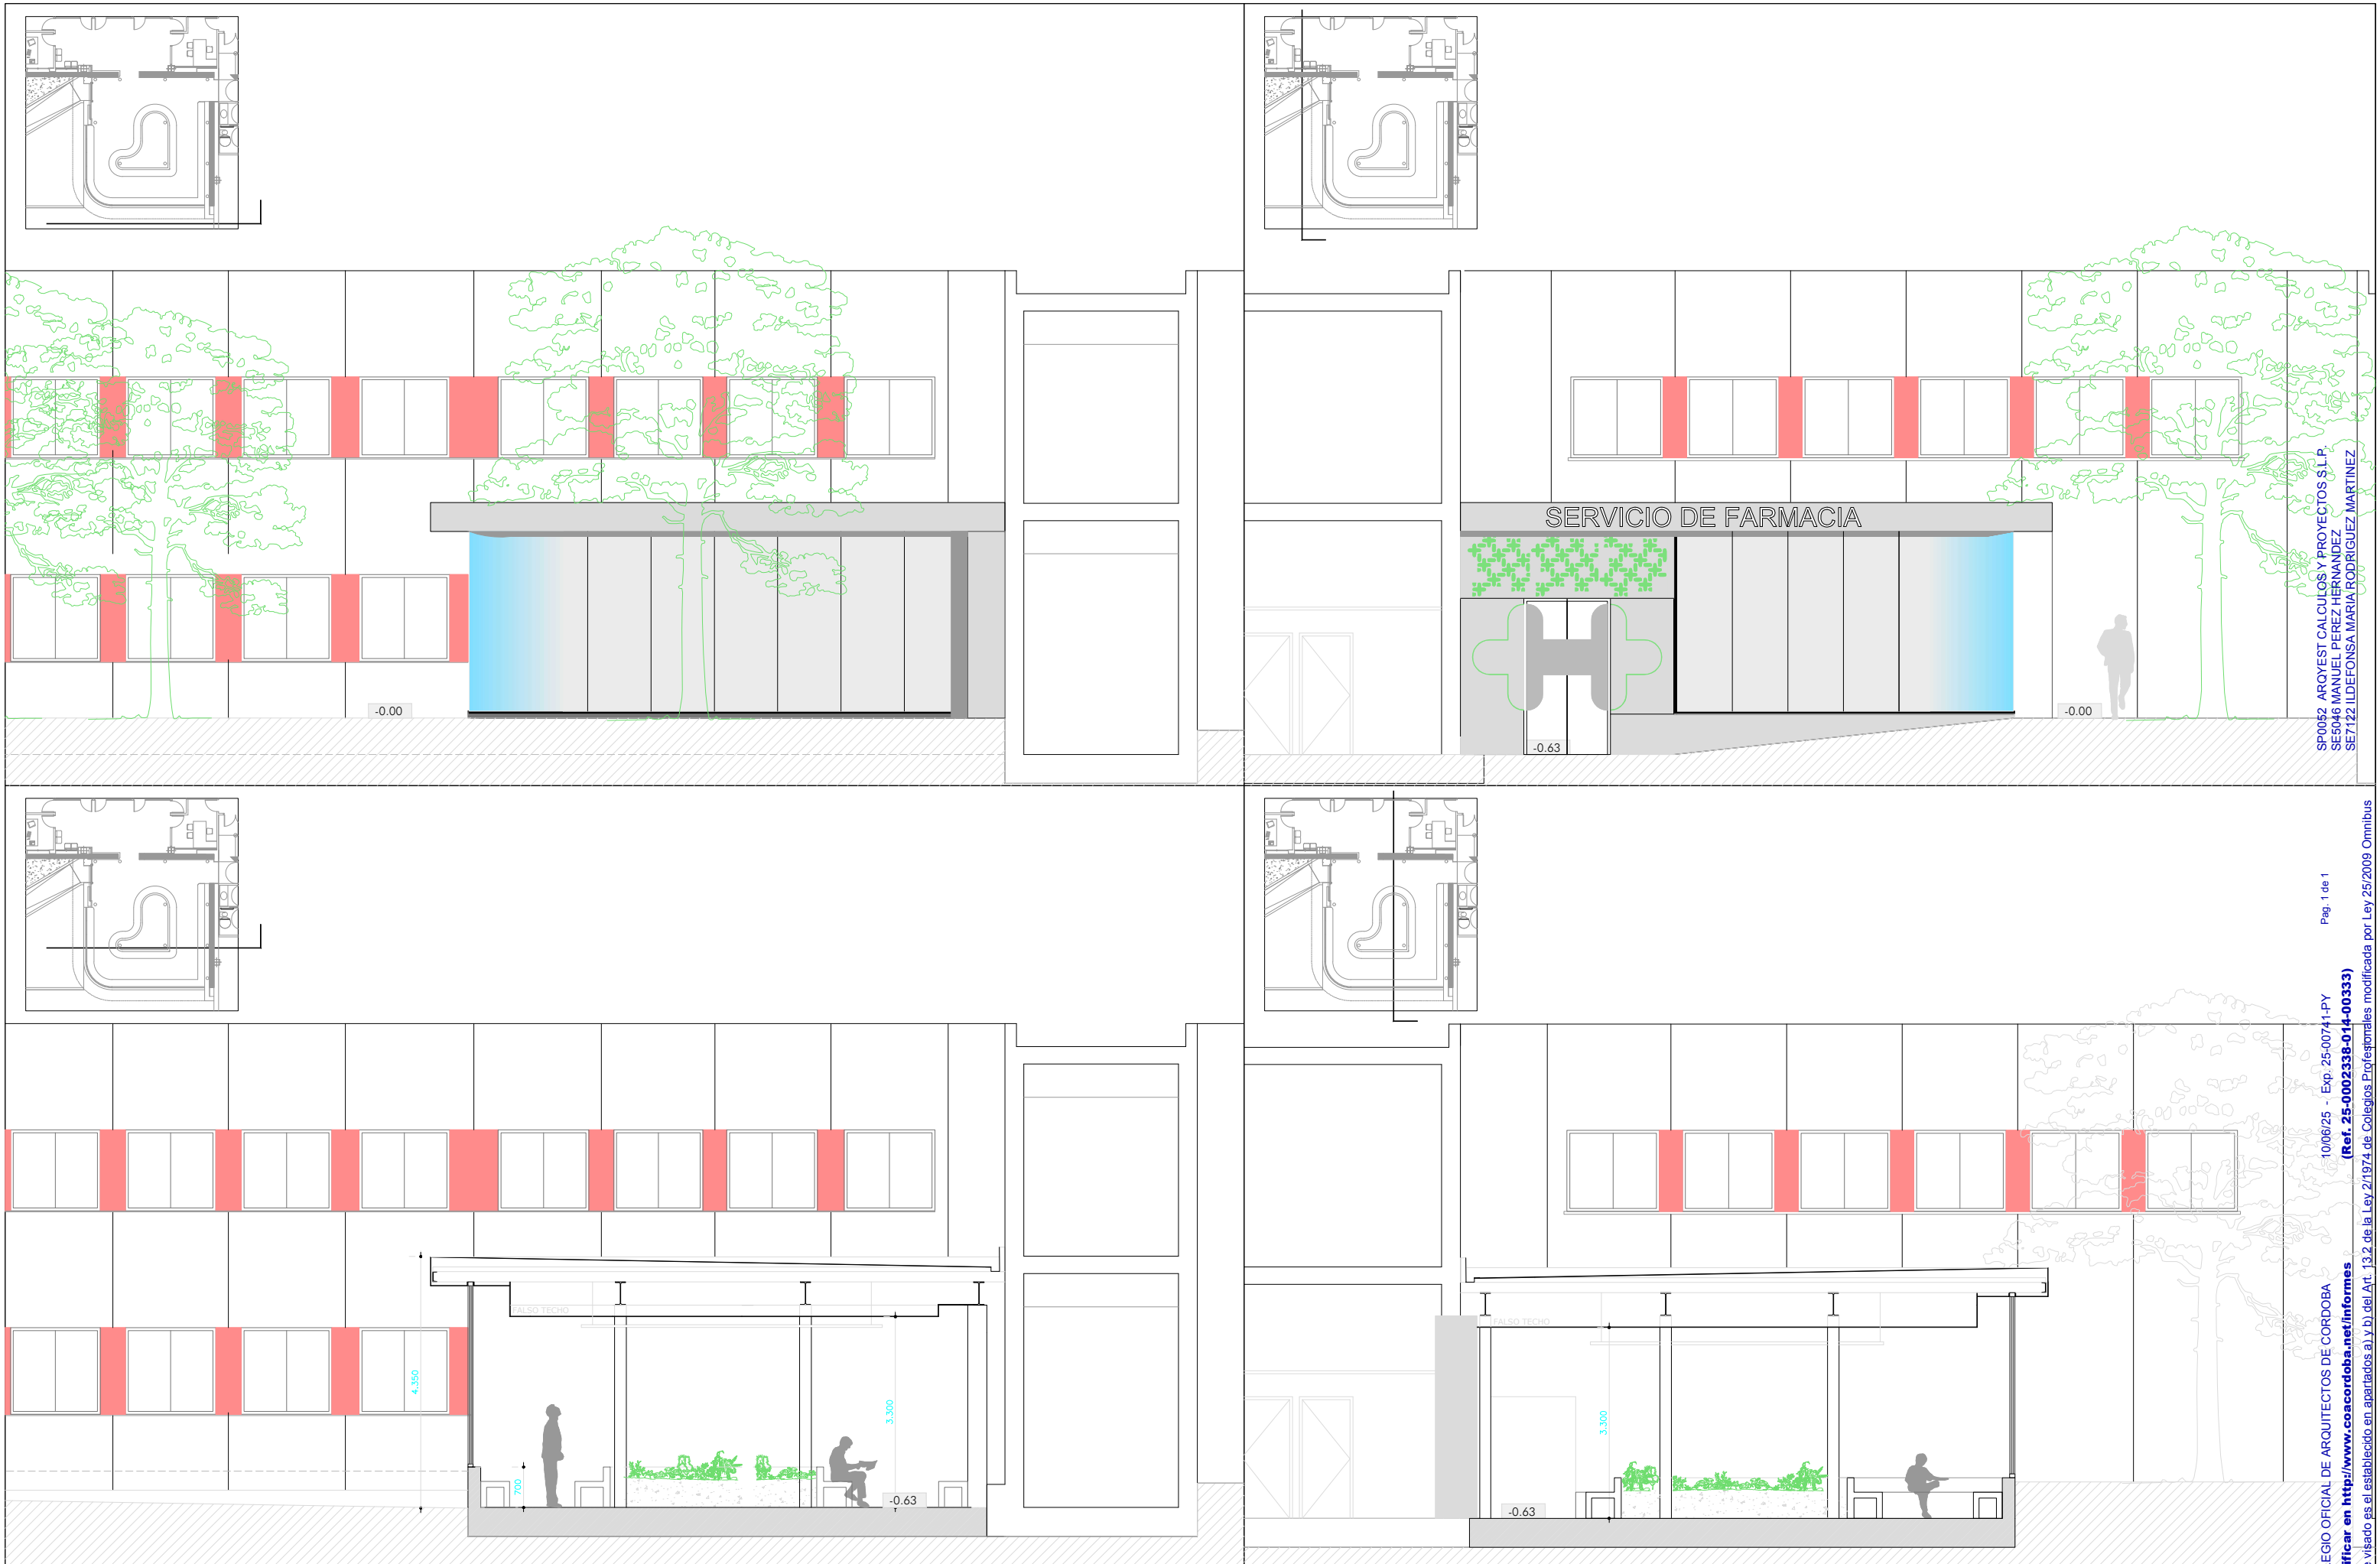 SERVICIO DE FARMACIA
-0.00
-0.00
-0.63
SP0052 ARQYEST CALCULOS Y PROYECTOS S.L.P.
SE5046 MANUEL PEREZ HERNANDEZ
SE7122 ILDEFONSA MARIA RODRIGUEZ MARTINEZ
FALSO TECHO
4.350
3.300
700
-0.63
FALSO TECHO
3.300
-0.63
EGIO OFICIAL DE ARQUITECTOS DE CORDOBA 10/06/25 - Exp. 25-00741-PY Pag. 1 de 1
ificar en http://www.coacordoba.net/informes (Ref. 25-0002338-014-00333)
visado es el establecido en apartados a) y b) del Art. 13.2 de la Ley 2/1974 de Colegios Profesionales modificada por Ley 25/2009 Omnibus